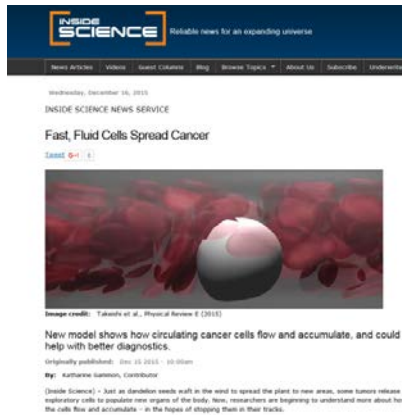 INSIDE
SCIENCE
Reliable news for an expanding universe
News Articles Videos Guest Columns Blog Browse Topics About Us Subscribe Underwrite
Wednesday, December 16, 2015
INSIDE SCIENCE NEWS SERVICE
Fast, Fluid Cells Spread Cancer
Tweet G+1 6
Image credit: Takeishi et al., Physical Review E (2015)
New model shows how circulating cancer cells flow and accumulate, and could
help with better diagnostics.
Originally published: Dec 15 2015 - 10:00am
By: Katharine Gammon, Contributor
(Inside Science) - Just as dandelion seeds waft in the wind to spread the plant to new areas, some tumors release
exploratory cells to populate new organs of the body. Now, researchers are beginning to understand more about ho
the cells flow and accumulate - in the hopes of stopping them in their tracks.